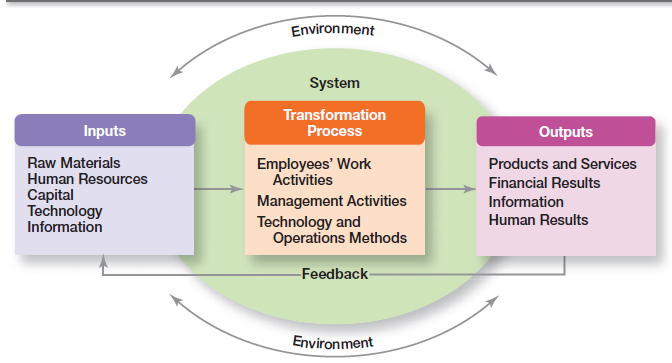 Environment
System
Inputs
Raw Materials
Human Resources
Capital
Technology
Information
Transformation
Process
Employees' Work
Activities
Management Activities
Technology and
Operations Methods
Outputs
Products and Services
Financial Results
Information
Human Results
Feedback
Environment